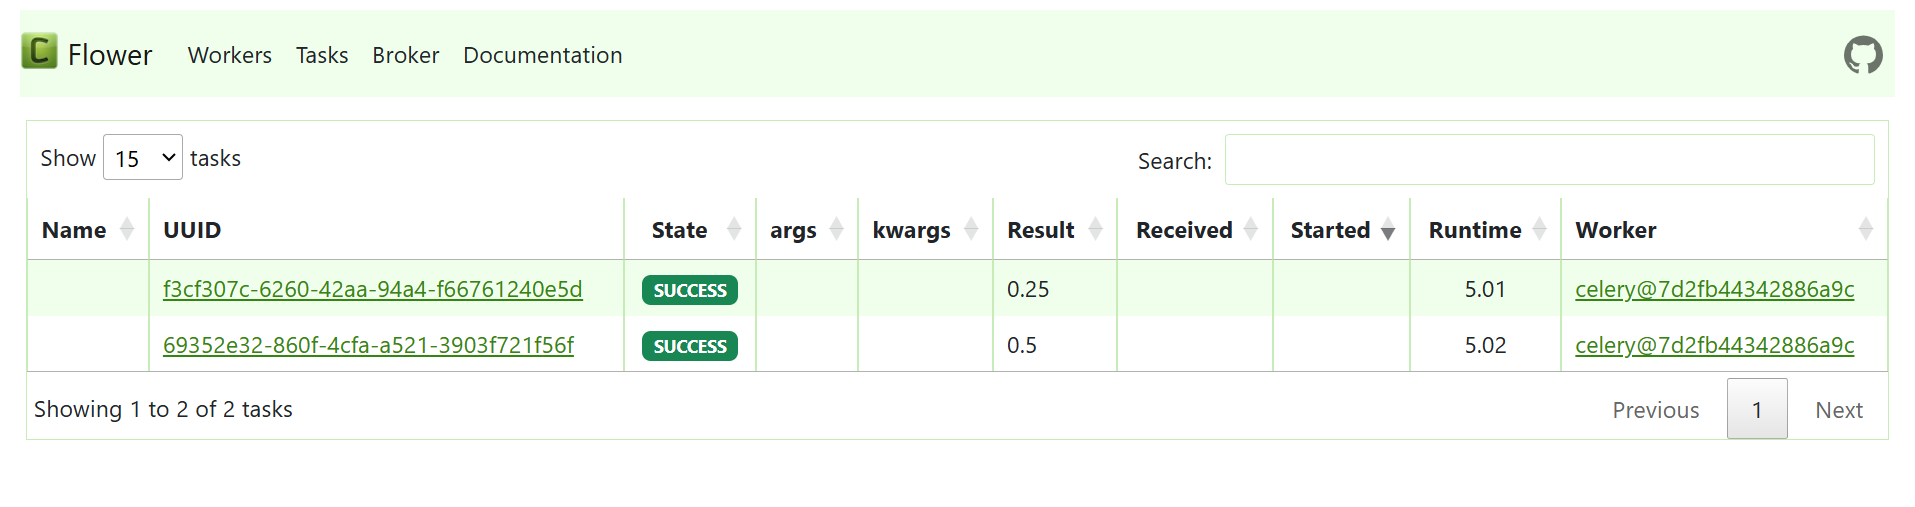 C Flower Workers Tasks Broker Documentation
Show 15 tasks Search:
Name UUID State args kwargs Result Received Started Runtime Worker
f3cf307c-6260-42aa-94a4-f66761240e5d SUCCESS 0.25 5.01 celery@7d2fb44342886a9c
69352e32-860f-4cfa-a521-3903f721f56f SUCCESS 0.5 5.02 celery@7d2fb44342886a9c
Showing 1 to 2 of 2 tasks Previous 1 Next